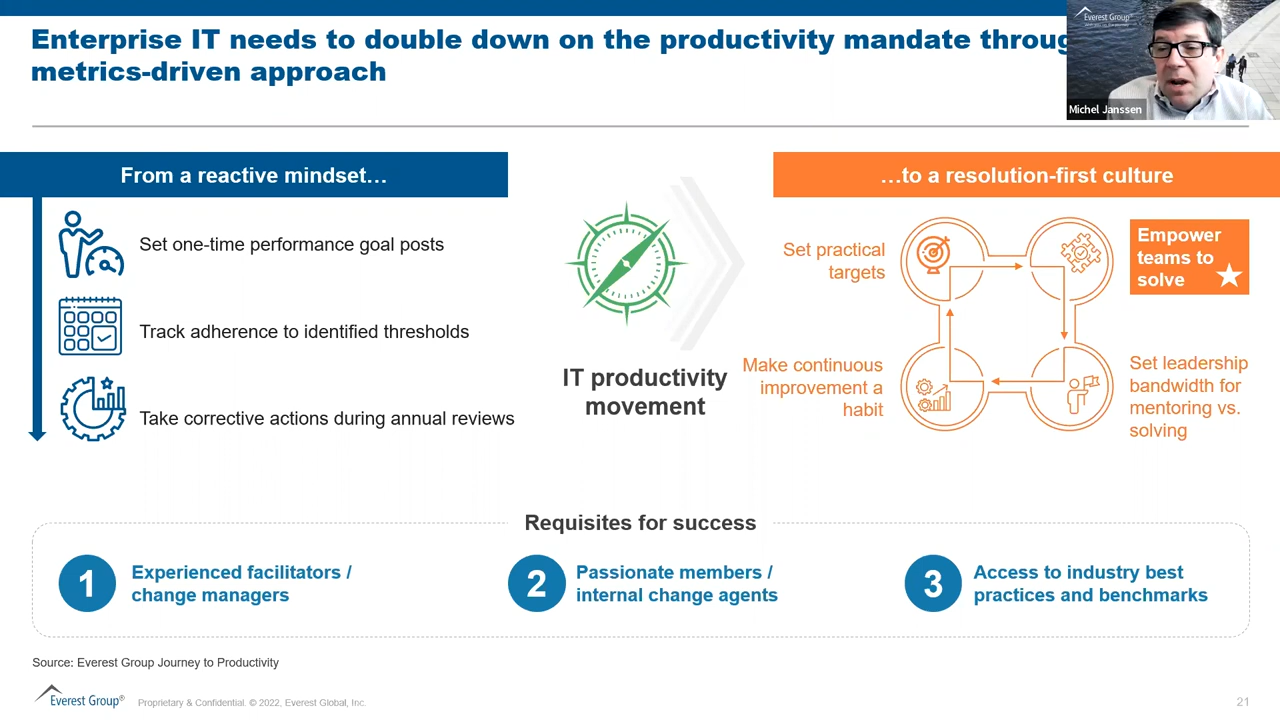 Enterprise IT needs to double down on the productivity mandate
metrics-driven approach
Everest Group
Michel Janssen
From a reactive mindset…
Set one-time performance goal posts
Track adherence to identified thresholds
Take corrective actions during annual reviews
IT productivity
movement
…to a resolution-first culture
Set practical
targets
Empower
teams to
solve
Make continuous
improvement a
habit
Set leadership
bandwidth for
mentoring vs.
solving
Requisites for success
1
Experienced facilitators /
change managers
2
Passionate members /
internal change agents
3
Access to industry best
practices and benchmarks
Source: Everest Group Journey to Productivity
Everest Group®
Proprietary & Confidential. © 2022, Everest Global, Inc.
21